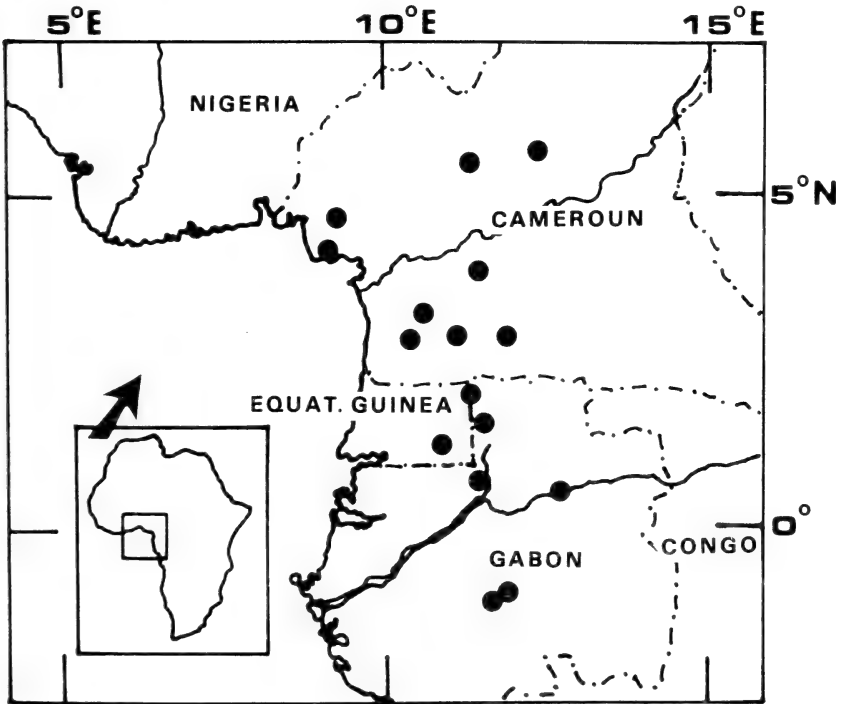 5°E 10°E 15°E
NIGERIA
5°N
CAMEROUN
EQUAT. GUINEA
0°
CONGO
GABON